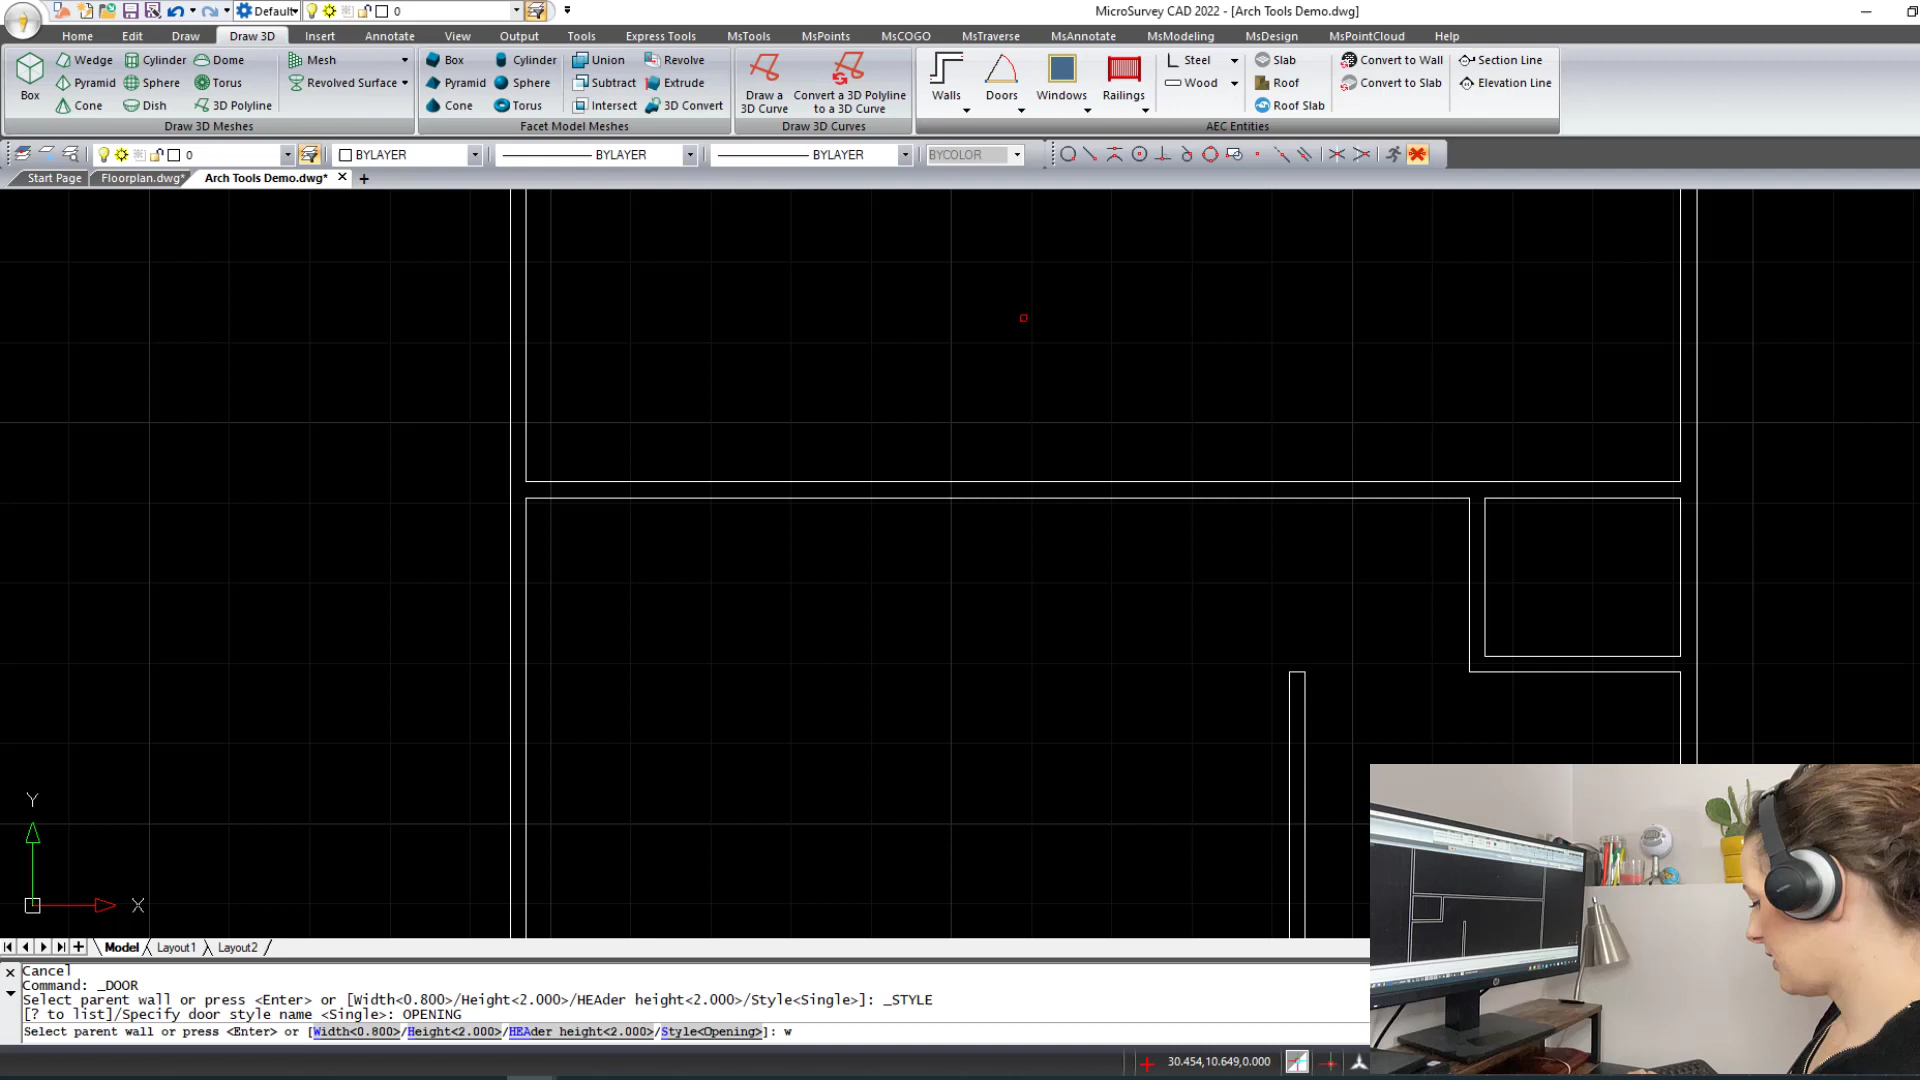 Default
0
MicroSurvey CAD 2022 - [Arch Tools Demo.dwg*]
Home Edit Draw Draw 3D Insert Annotate View Output Tools Express Tools MsTools MsPoints MsCOGO MsTraverse MsAnnotate MsModeling MsDesign MsPointCloud Help
Wedge Cylinder Dome Mesh Box Cylinder Union Revolve Steel Slab Convert to Wall Section Line
Pyramid Sphere Torus Revolved Surface Pyramid Sphere Subtract Extrude Wood Roof Convert to Slab Elevation Line
Box Draw a 3D Curve Convert a 3D Polyline to a 3D Curve Walls Doors Windows Railings
Cone Dish 3D Polyline Cone Torus Intersect 3D Convert Roof Slab
Draw 3D Meshes Facet Model Meshes Draw 3D Curves AEC Entities
0 BYLAYER BYLAYER BYLAYER BYCOLOR
Start Page Floorplan.dwg* Arch Tools Demo.dwg*
Y
X
Model Layout1 Layout2
Cancel
Command: _DOOR
Select parent wall or press <Enter> or [Width<0.800>/Height<2.000>/HEAder height<2.000>/Style<Single>]: _STYLE
[? to list]/Specify door style name <Single>: OPENING
Select parent wall or press <Enter> or [Width<0.800>/Height<2.000>/HEAder height<2.000>/Style<Opening>]: w
30.454,10.649,0.000